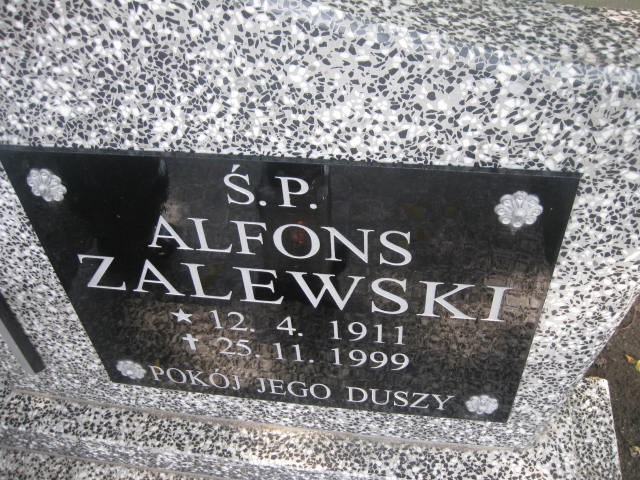 Ś.P.
ALFONS
ZALEWSKI
★ 12. 4. 1911
✝ 25. 11. 1999
POKÓJ JEGO DUSZY